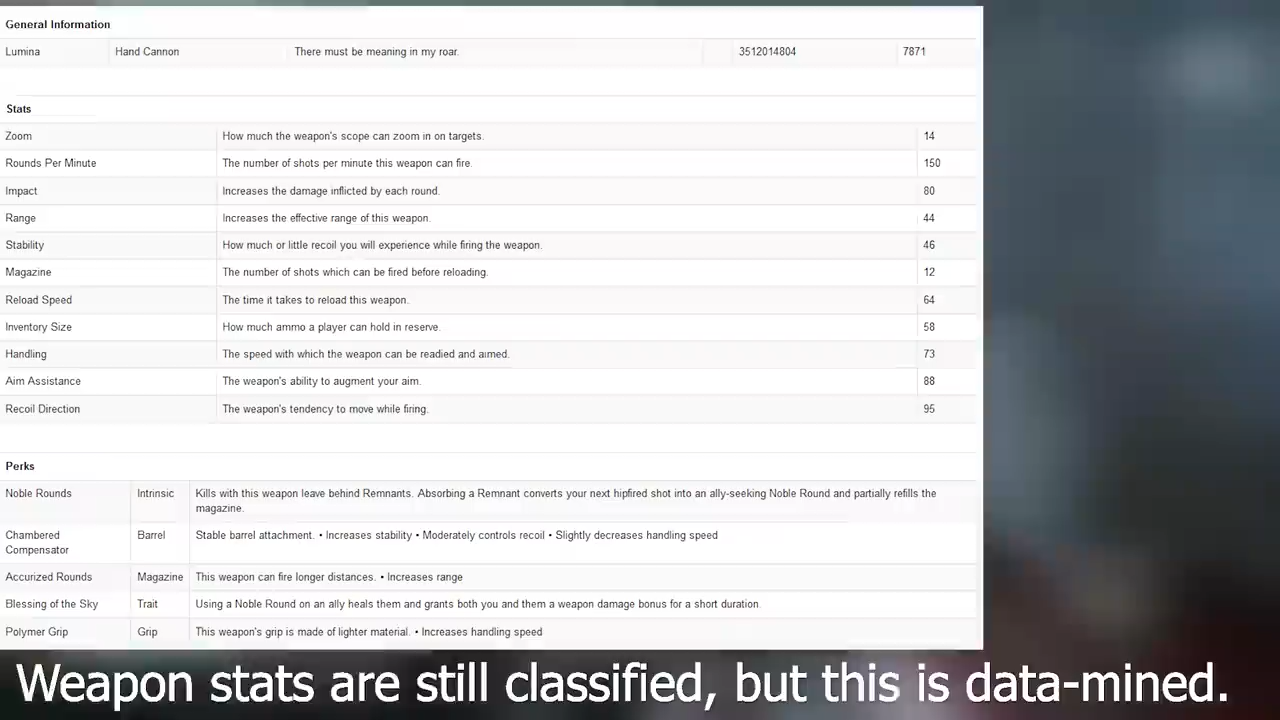 General Information
Lumina Hand Cannon There must be meaning in my roar. 3512014804 7871
Stats
Zoom How much the weapon's scope can zoom in on targets. 14
Rounds Per Minute The number of shots per minute this weapon can fire. 150
Impact Increases the damage inflicted by each round. 80
Range Increases the effective range of this weapon. 44
Stability How much or little recoil you will experience while firing the weapon. 46
Magazine The number of shots which can be fired before reloading. 12
Reload Speed The time it takes to reload this weapon. 64
Inventory Size How much ammo a player can hold in reserve. 58
Handling The speed with which the weapon can be readied and aimed. 73
Aim Assistance The weapon's ability to augment your aim. 88
Recoil Direction The weapon's tendency to move while firing. 95
Perks
Noble Rounds Intrinsic Kills with this weapon leave behind Remnants. Absorbing a Remnant converts your next hipfired shot into an ally-seeking Noble Round and partially refills the
magazine.
Chambered Barrel Stable barrel attachment. • Increases stability • Moderately controls recoil • Slightly decreases handling speed
Compensator
Accurized Rounds Magazine This weapon can fire longer distances. • Increases range
Blessing of the Sky Trait Using a Noble Round on an ally heals them and grants both you and them a weapon damage bonus for a short duration.
Polymer Grip Grip This weapon's grip is made of lighter material. • Increases handling speed
Weapon stats are still classified, but this is data-mined.